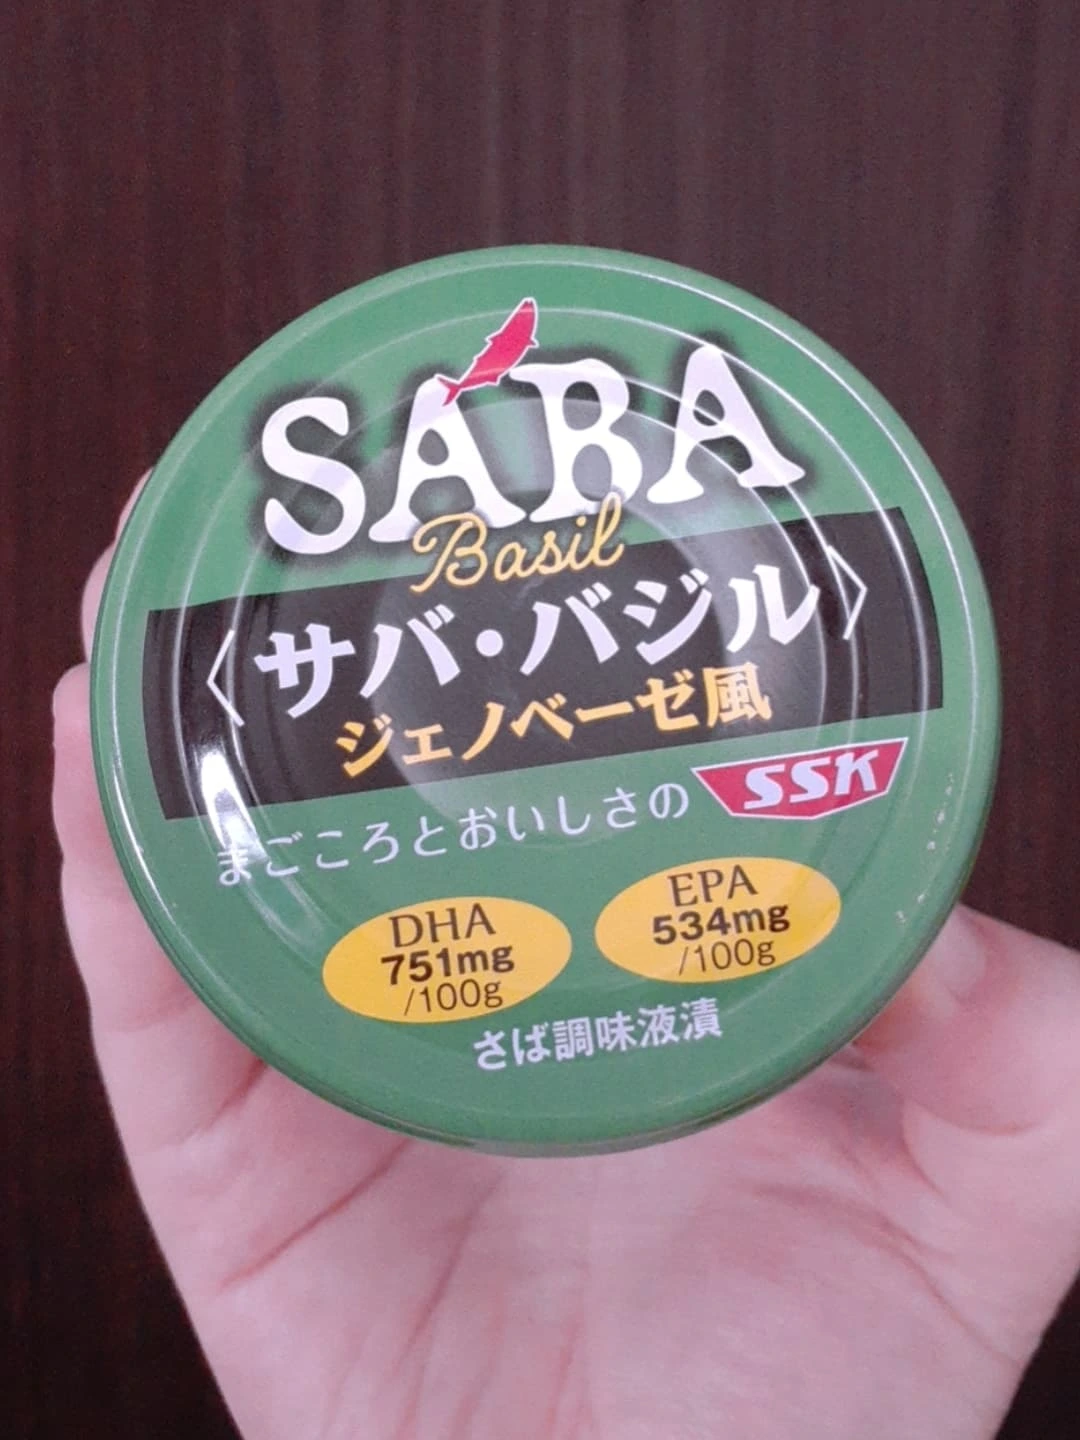 SABA
Basil
〈サバ・バジル〉
ジェノベーゼ風
まごころとおいしさの SSK
DHA
751mg
/100g
EPA
534mg
/100g
さば調味液漬